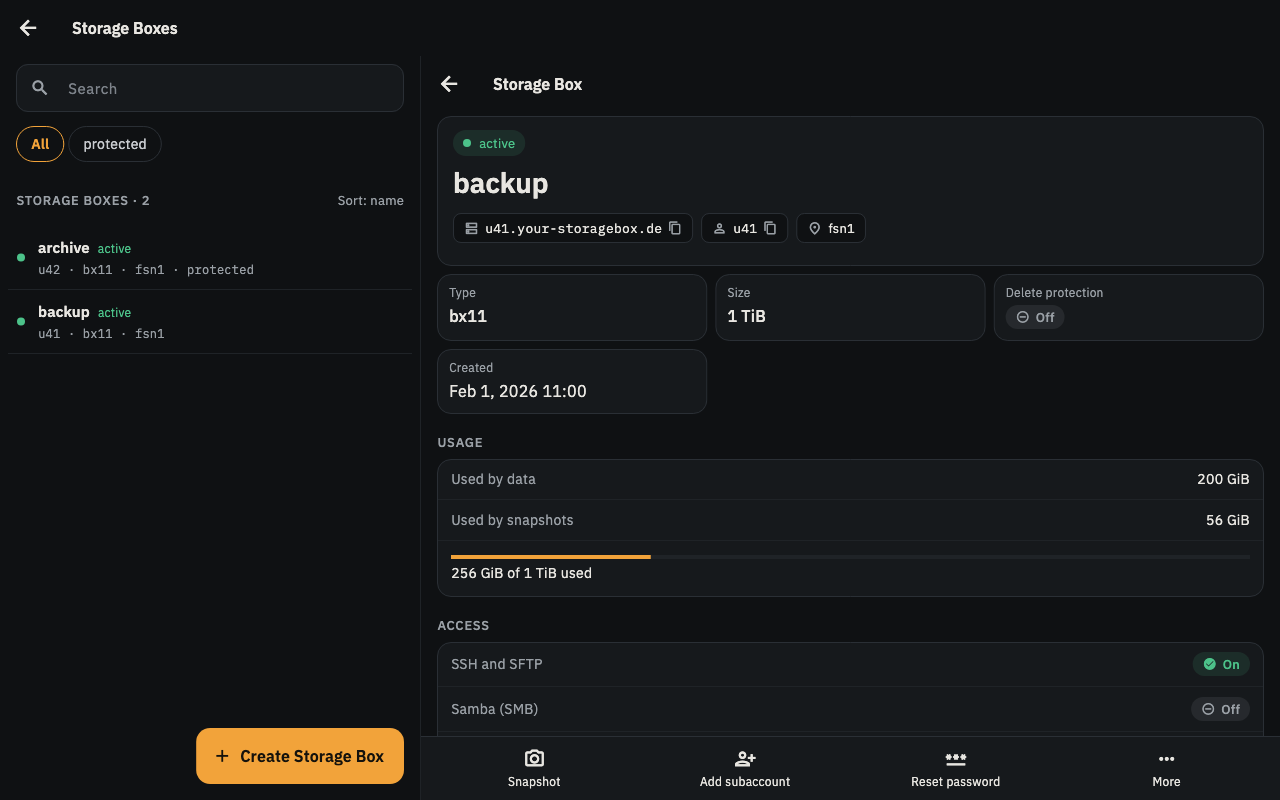 Storage Boxes
Search
All
protected
STORAGE BOXES · 2
Sort: name
archive active
u42 · bx11 · fsn1 · protected
backup active
u41 · bx11 · fsn1
Create Storage Box
Storage Box
active
backup
u41.your-storagebox.de
u41
fsn1
Type
bx11
Size
1 TiB
Delete protection
Off
Created
Feb 1, 2026 11:00
USAGE
Used by data 200 GiB
Used by snapshots 56 GiB
256 GiB of 1 TiB used
ACCESS
SSH and SFTP On
Samba (SMB) Off
Snapshot
Add subaccount
Reset password
More